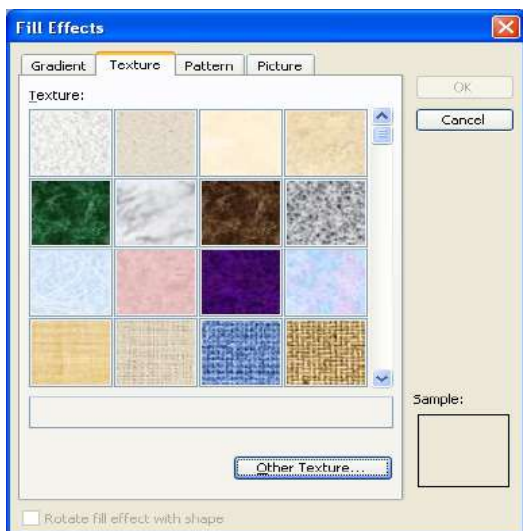 Fill Effects
Gradient Texture Pattern Picture
Texture:
OK
Cancel
Sample:
Other Texture...
Rotate fill effect with shape